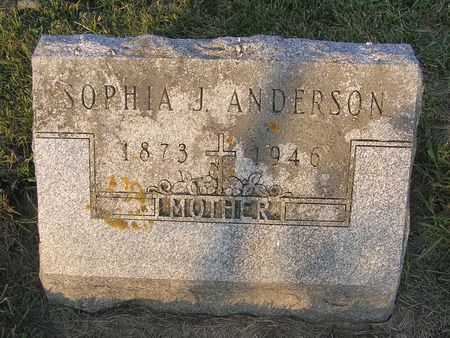 SOPHIA J. ANDERSON
1873 1946
MOTHER